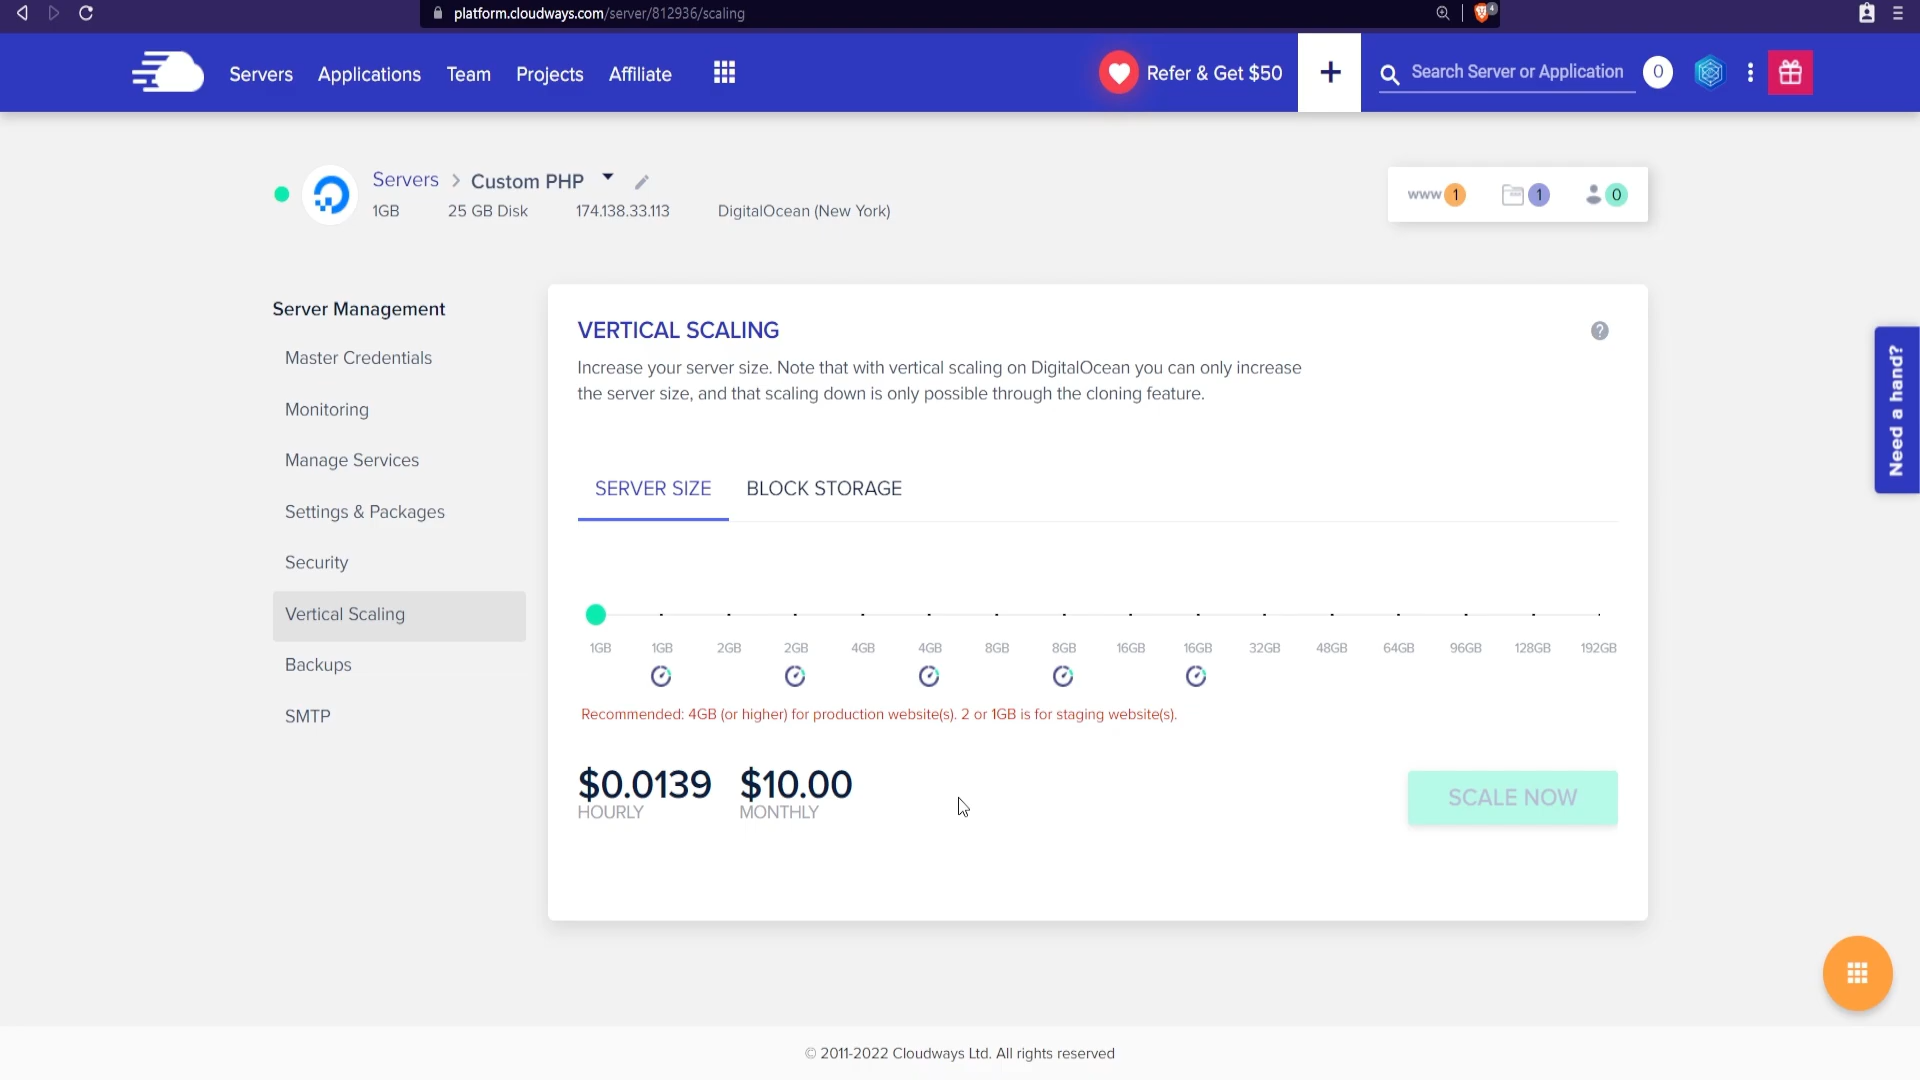 platform.cloudways.com/server/812936/scaling
4
Servers Applications Team Projects Affiliate
Refer & Get $50
+
Search Server or Application
0
Servers > Custom PHP
1GB 25 GB Disk 174.138.33.113 DigitalOcean (New York)
www 1 1 0
Server Management
Master Credentials
Monitoring
Manage Services
Settings & Packages
Security
Vertical Scaling
Backups
SMTP
VERTICAL SCALING
?
Increase your server size. Note that with vertical scaling on DigitalOcean you can only increase
the server size, and that scaling down is only possible through the cloning feature.
SERVER SIZE BLOCK STORAGE
1GB 1GB 2GB 2GB 4GB 4GB 8GB 8GB 16GB 16GB 32GB 48GB 64GB 96GB 128GB 192GB
Recommended: 4GB (or higher) for production website(s). 2 or 1GB is for staging website(s).
$0.0139 $10.00
HOURLY MONTHLY
SCALE NOW
Need a hand?
© 2011-2022 Cloudways Ltd. All rights reserved